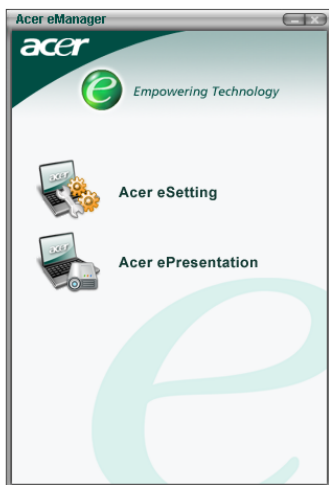 Acer eManager
acer
e Empowering Technology
Acer eSetting
Acer ePresentation